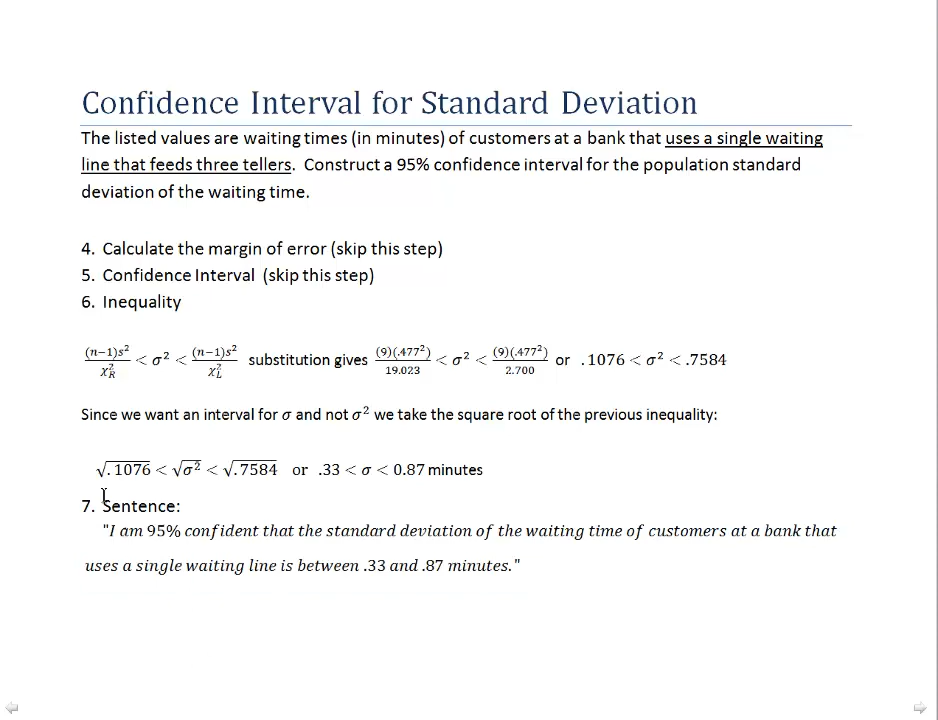 Confidence Interval for Standard Deviation
The listed values are waiting times (in minutes) of customers at a bank that uses a single waiting
line that feeds three tellers. Construct a 95% confidence interval for the population standard
deviation of the waiting time.
4. Calculate the margin of error (skip this step)
5. Confidence Interval (skip this step)
6. Inequality
(n−1)s²/χ²_R < σ² < (n−1)s²/χ²_L substitution gives (9)(.477²)/19.023 < σ² < (9)(.477²)/2.700 or .1076 < σ² < .7584
Since we want an interval for σ and not σ² we take the square root of the previous inequality:
√.1076 < √σ² < √.7584 or .33 < σ < 0.87 minutes
7. Sentence:
"I am 95% confident that the standard deviation of the waiting time of customers at a bank that
uses a single waiting line is between .33 and .87 minutes."